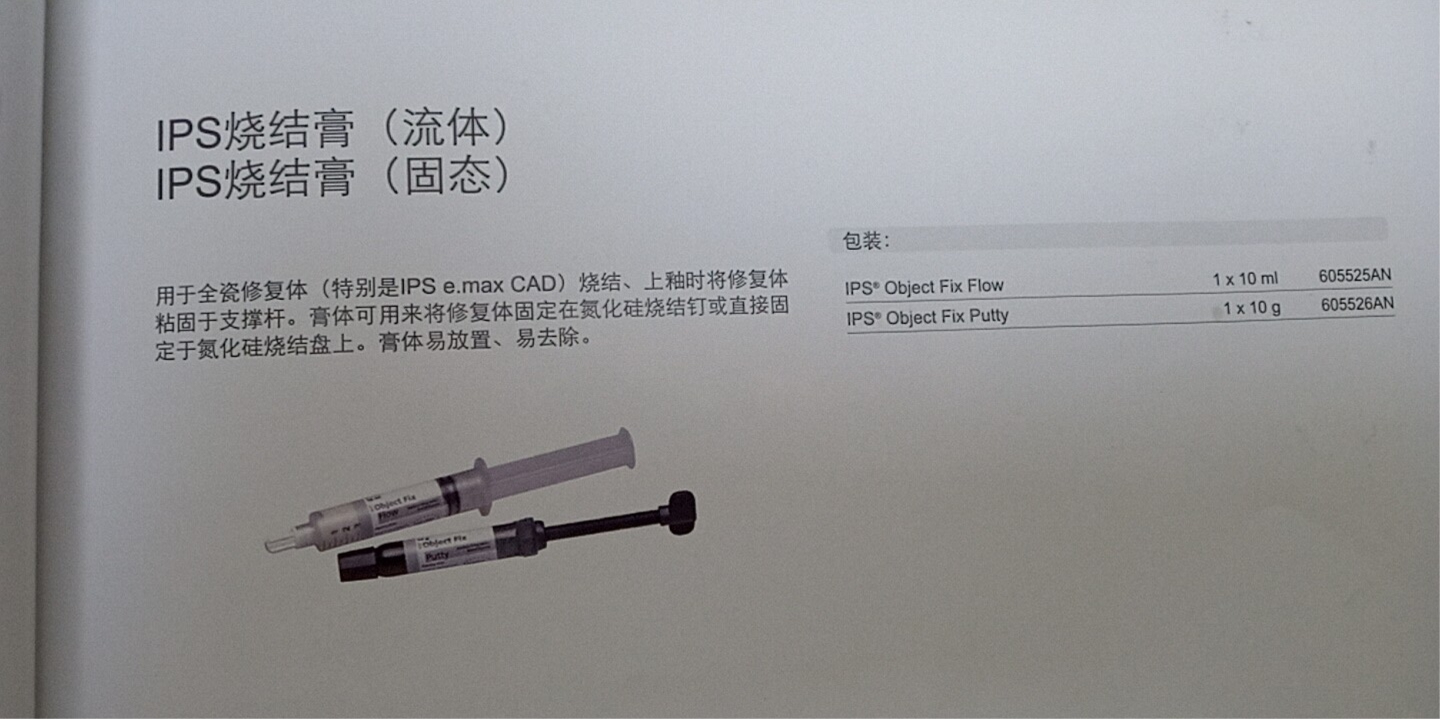 IPS烧结膏（流体）
IPS烧结膏（固态）
用于全瓷修复体（特别是IPS e.max CAD）烧结、上釉时将修复体
粘固于支撑杆。膏体可用来将修复体固定在氮化硅烧结钉或直接固
定于氮化硅烧结盘上。膏体易放置、易去除。
包装：
IPS® Object Fix Flow 1 x 10 ml 605525AN
IPS® Object Fix Putty 1 x 10 g 605526AN
Object Fix
Flow
1 2 3
Object Fix
Putty